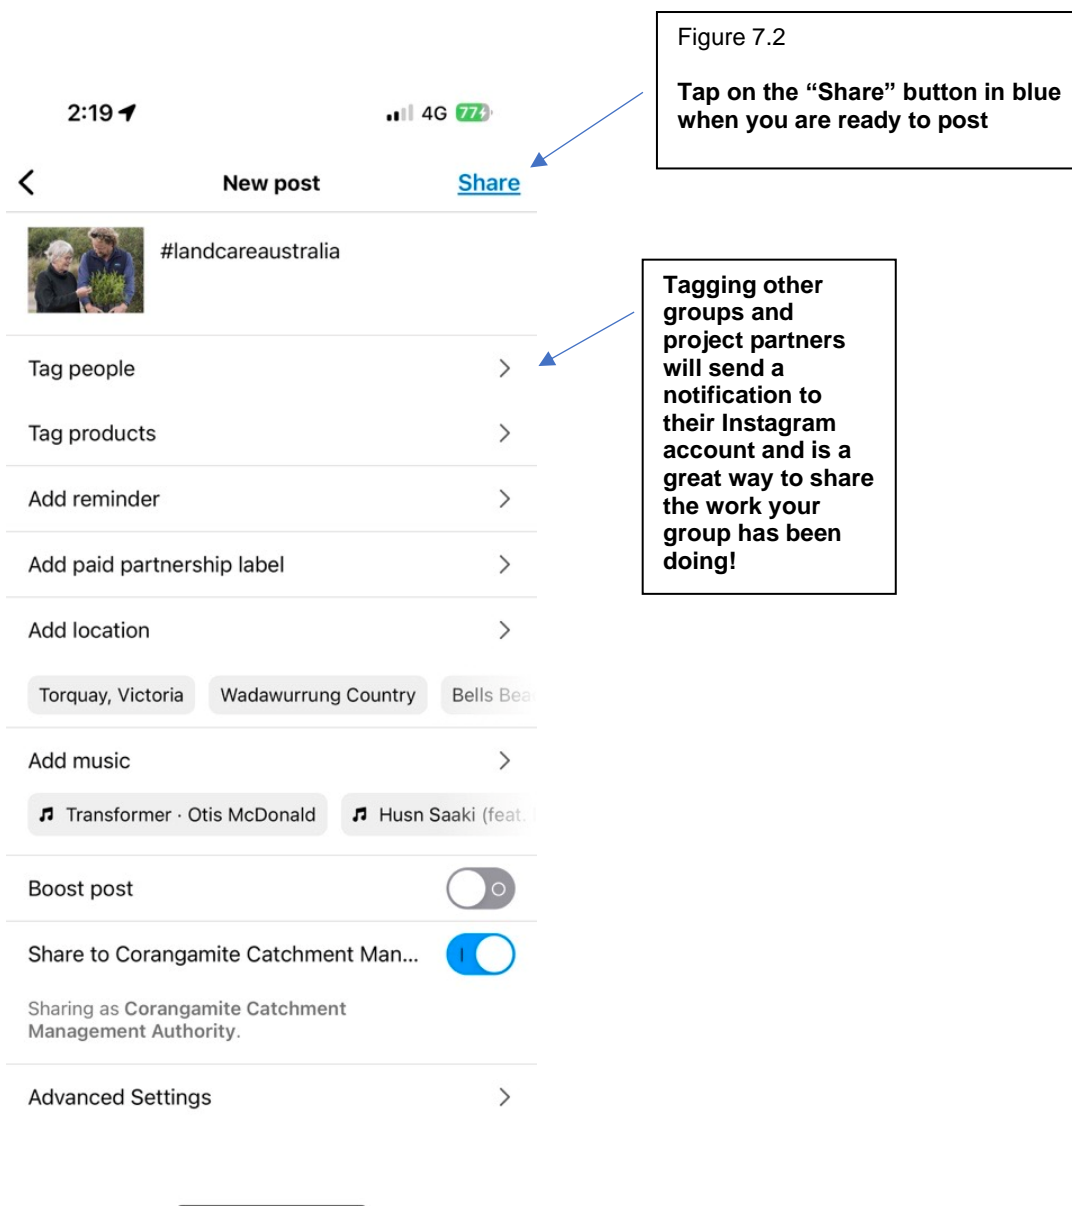 Figure 7.2
Tap on the “Share” button in blue
when you are ready to post
2:19
4G 77
New post
Share
#landcareaustralia
Tag people
Tagging other
groups and
project partners
will send a
notification to
their Instagram
account and is a
great way to share
the work your
group has been
doing!
Tag products
Add reminder
Add paid partnership label
Add location
Torquay, Victoria
Wadawurrung Country
Bells
Add music
Transformer · Otis McDonald
Husn Saaki (feat.
Boost post
Share to Corangamite Catchment Man...
Sharing as Corangamite Catchment
Management Authority.
Advanced Settings